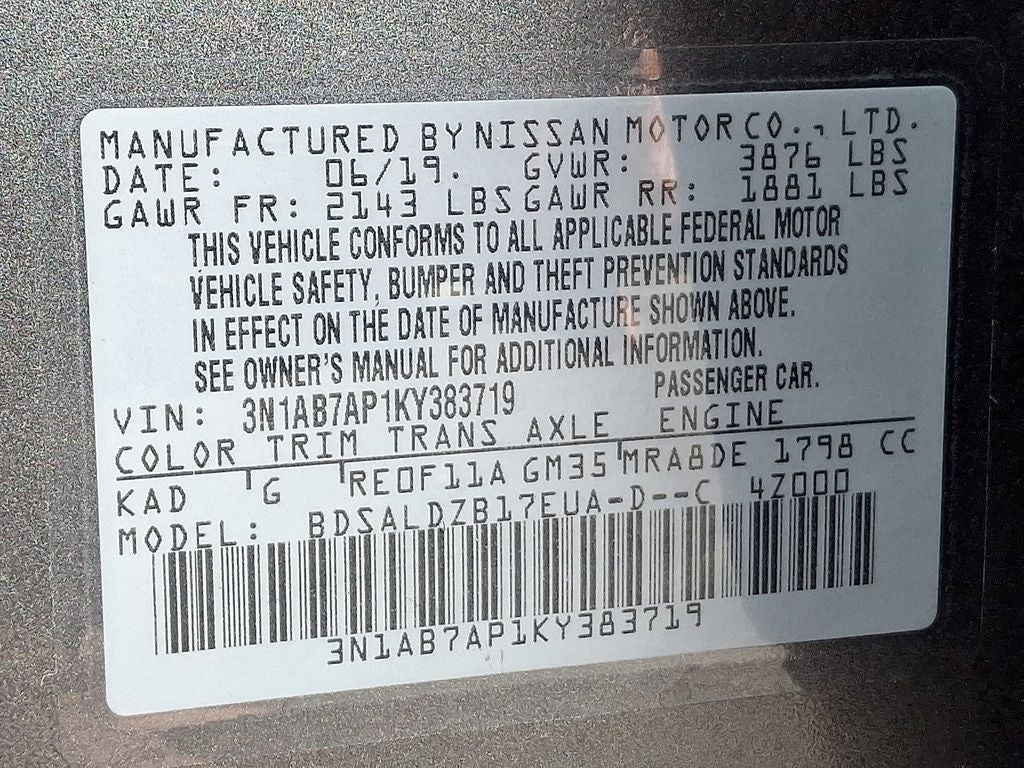 MANUFACTURED BY NISSAN MOTOR CO., LTD.
DATE: 06/19. GVWR: 3876 LBS
GAWR FR: 2143 LBS GAWR RR: 1881 LBS
THIS VEHICLE CONFORMS TO ALL APPLICABLE FEDERAL MOTOR
VEHICLE SAFETY, BUMPER AND THEFT PREVENTION STANDARDS
IN EFFECT ON THE DATE OF MANUFACTURE SHOWN ABOVE.
SEE OWNER'S MANUAL FOR ADDITIONAL INFORMATION.
PASSENGER CAR.
VIN: 3N1AB7AP1KY383719
COLOR TRIM TRANS AXLE ENGINE
KAD G RE0F11A GM35 MRA8DE 1798 CC
MODEL: BDSALDZB17EUA-D--C 4Z000
3N1AB7AP1KY383719